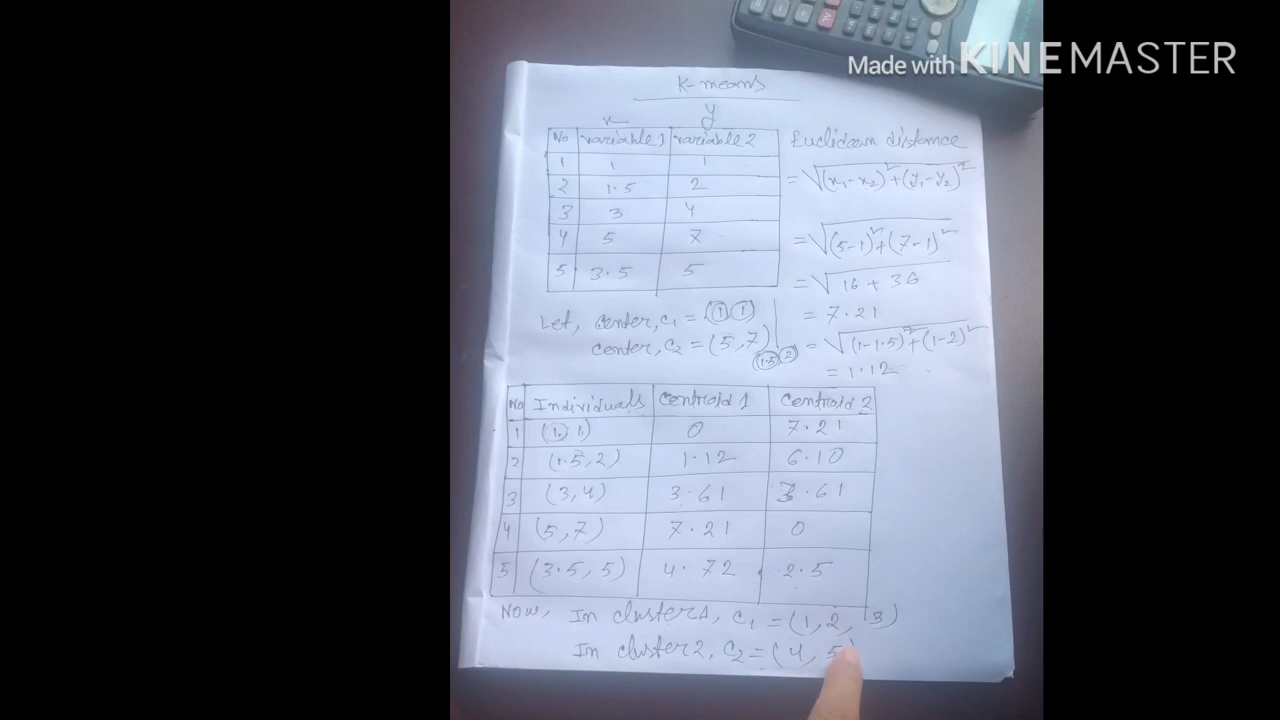 Made with KINEMASTER
K-means
x y
No variable 1 variable 2
1 1 1
2 1.5 2
3 3 4
4 5 7
5 3.5 5
Euclidean distance
= √(x₁-x₂)²+(y₁-y₂)²
= √(5-1)²+(7-1)²
= √16 + 36
= 7.21
= √(1-1.5)²+(1-2)²
= 1.12
Let, center, c₁ = (1, 1)
center, c₂ = (5, 7)
(1.5) (2)
No Individuals Centroid 1 Centroid 2
1 (1, 1) 0 7.21
2 (1.5, 2) 1.12 6.10
3 (3, 4) 3.61 3.61
4 (5, 7) 7.21 0
5 (3.5, 5) 4.72 2.5
Now, In cluster 1, c₁ = (1, 2, 3)
In cluster 2, c₂ = (4, 5)